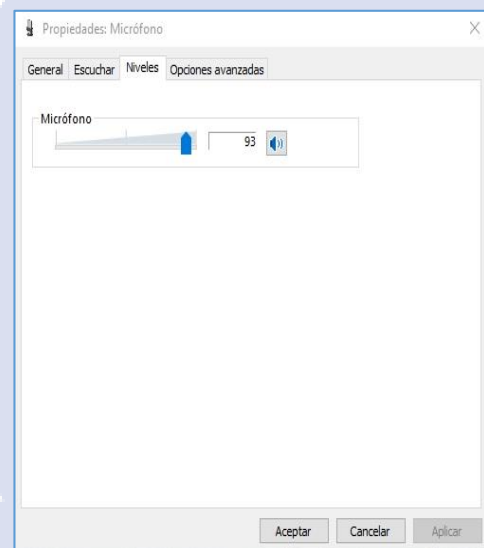 Propiedades: Micrófono
General Escuchar Niveles Opciones avanzadas
Micrófono
93
Aceptar Cancelar Aplicar